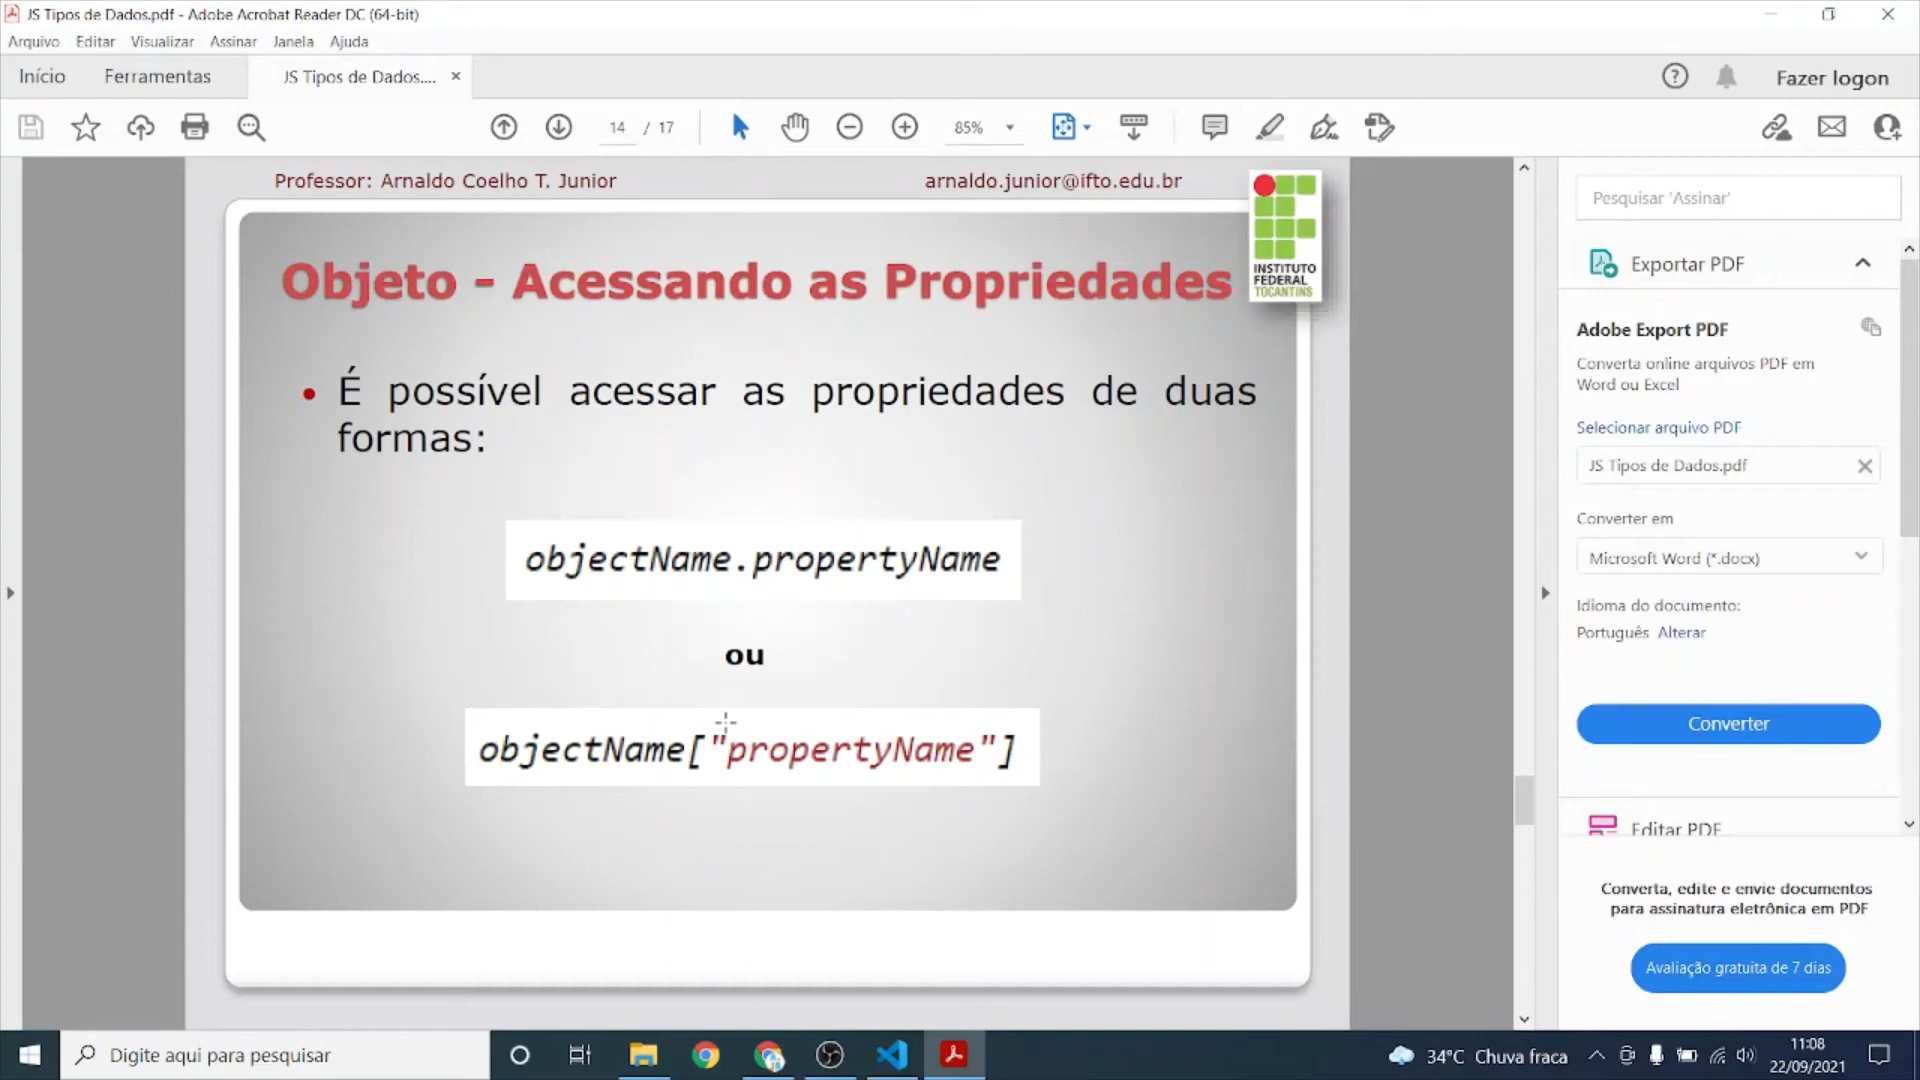 JS Tipos de Dados.pdf - Adobe Acrobat Reader DC (64-bit)
Arquivo Editar Visualizar Assinar Janela Ajuda
Início Ferramentas JS Tipos de Dados.... × Fazer logon
14 / 17 85%
Professor: Arnaldo Coelho T. Junior arnaldo.junior@ifto.edu.br
INSTITUTO
FEDERAL
TOCANTINS
Objeto - Acessando as Propriedades
• É possível acessar as propriedades de duas
formas:
objectName.propertyName
ou
objectName["propertyName"]
Pesquisar 'Assinar'
Exportar PDF
Adobe Export PDF
Converta online arquivos PDF em
Word ou Excel
Selecionar arquivo PDF
JS Tipos de Dados.pdf
Converter em
Microsoft Word (*.docx)
Idioma do documento:
Português Alterar
Converter
Editar PDF
Converta, edite e envie documentos
para assinatura eletrônica em PDF
Avaliação gratuita de 7 dias
Digite aqui para pesquisar
34°C Chuva fraca
11:08
22/09/2021